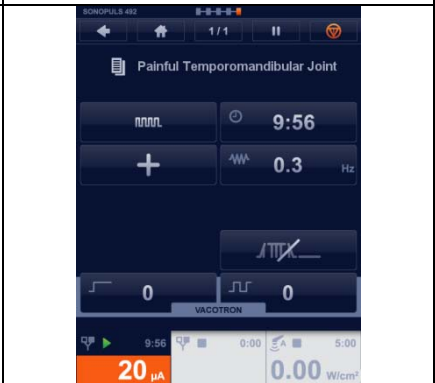 SONOPULS 492
1/1
Painful Temporomandibular Joint
9:56
+ 0.3 Hz
0 0
VACOTRON
9:56 0:00 A 5:00
20 µA 0.00 W/cm²